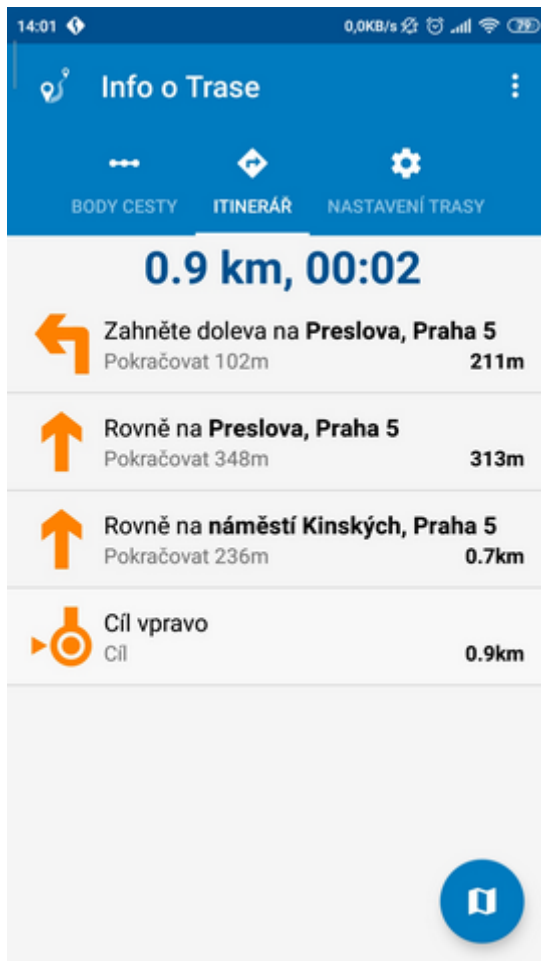 14:01 0,0KB/s 79
Info o Trase
BODY CESTY ITINERÁŘ NASTAVENÍ TRASY
0.9 km, 00:02
Zahněte doleva na Preslova, Praha 5
Pokračovat 102m 211m
Rovně na Preslova, Praha 5
Pokračovat 348m 313m
Rovně na náměstí Kinských, Praha 5
Pokračovat 236m 0.7km
Cíl vpravo
Cíl 0.9km